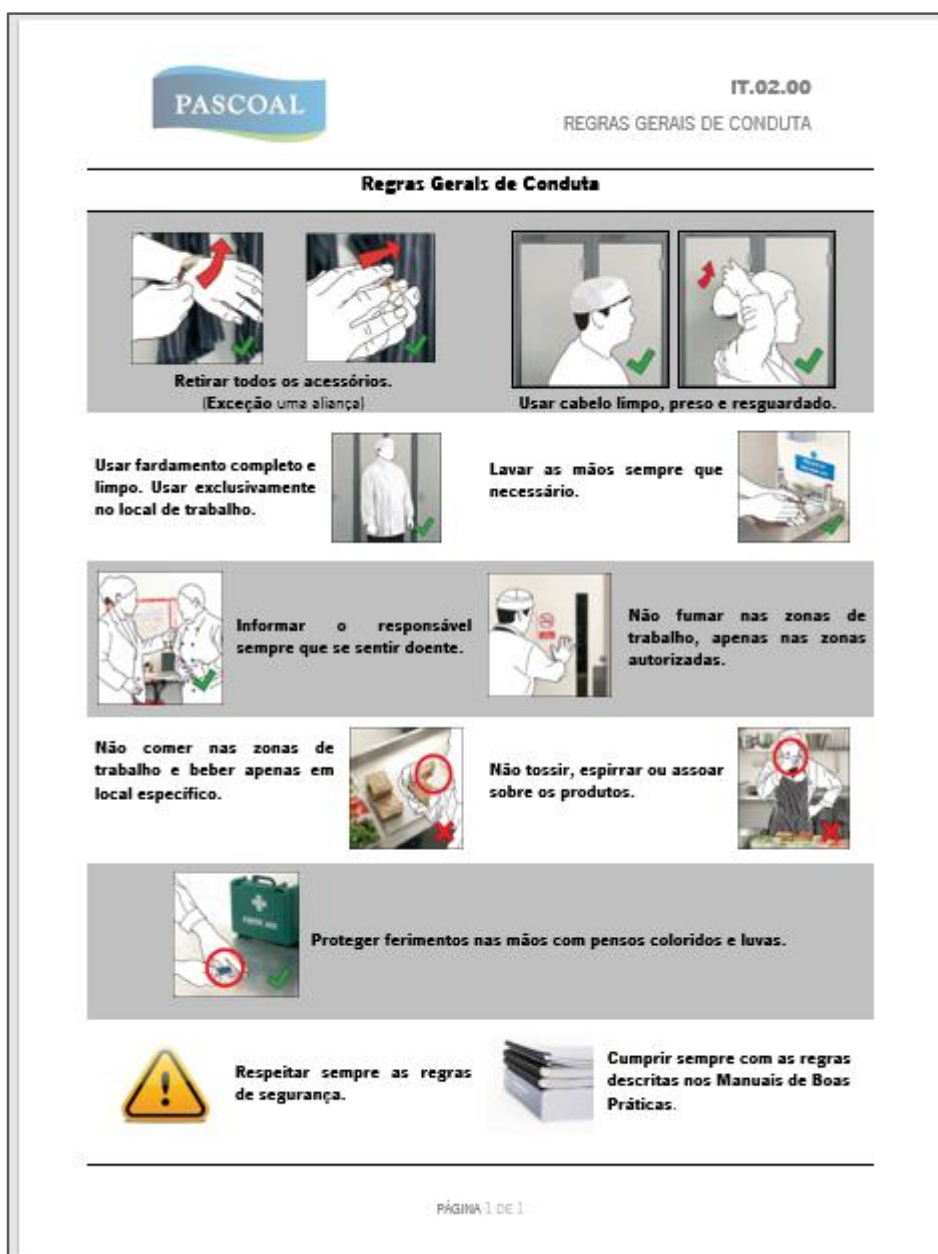 PASCOAL
IT.02.00
REGRAS GERAIS DE CONDUTA
Regras Gerais de Conduta
Retirar todos os acessórios.
(Exceção uma aliança)
Usar cabelo limpo, preso e resguardado.
Usar fardamento completo e
limpo. Usar exclusivamente
no local de trabalho.
Lavar as mãos sempre que
necessário.
Informar o responsável
sempre que se sentir doente.
Não fumar nas zonas de
trabalho, apenas nas zonas
autorizadas.
Não comer nas zonas de
trabalho e beber apenas em
local específico.
Não tossir, espirrar ou assoar
sobre os produtos.
FIRST AID
Proteger ferimentos nas mãos com pensos coloridos e luvas.
Respeitar sempre as regras
de segurança.
Cumprir sempre com as regras
descritas nos Manuais de Boas
Práticas.
PÁGINA 1 DE 1